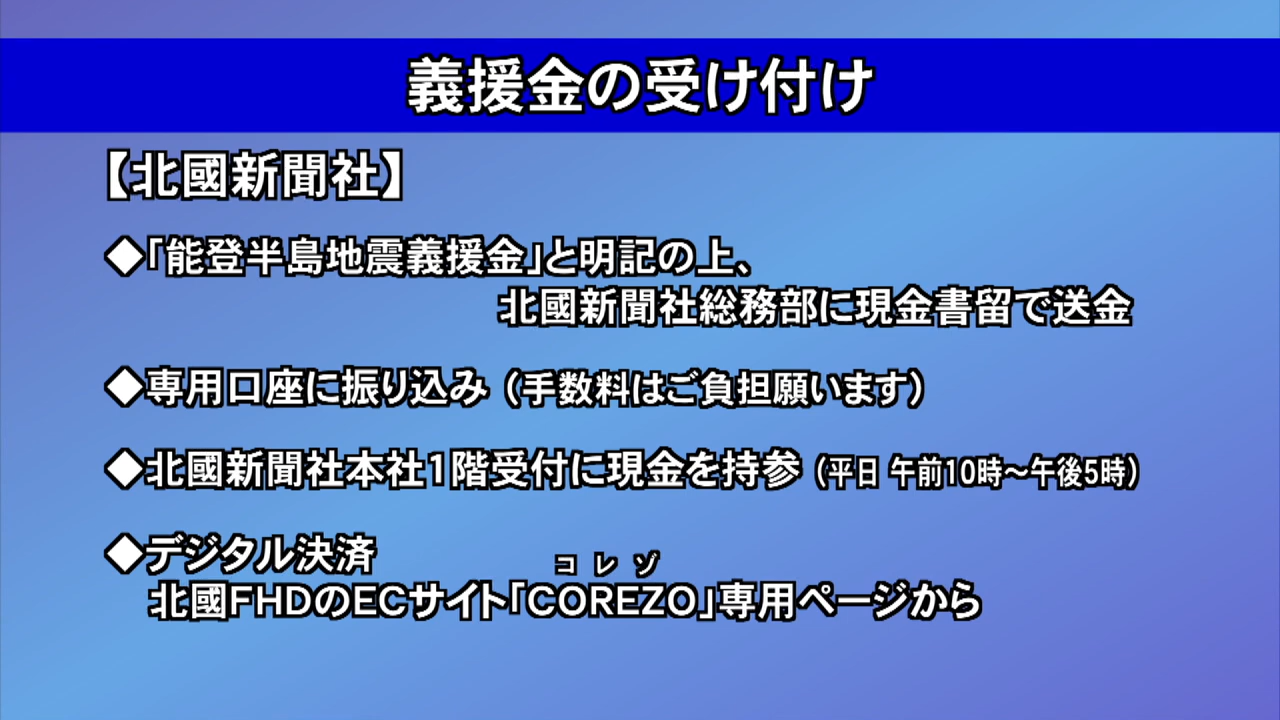 義援金の受け付け
【北國新聞社】
◆「能登半島地震義援金」と明記の上、
北國新聞社総務部に現金書留で送金
◆専用口座に振り込み（手数料はご負担願います）
◆北國新聞社本社1階受付に現金を持参（平日 午前10時～午後5時）
◆デジタル決済
コレゾ
北國FHDのECサイト「COREZO」専用ページから